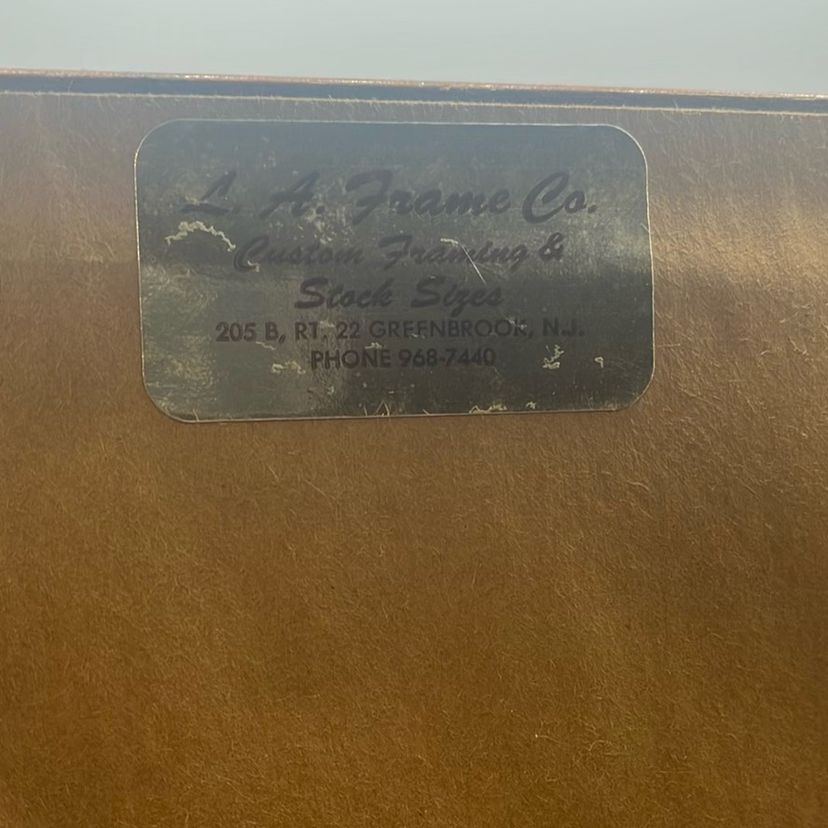 L. A. Frame Co.
Custom Framing &
Stock Sizes
205 B, RT. 22 GREENBROOK, N.J.
PHONE 968-7440